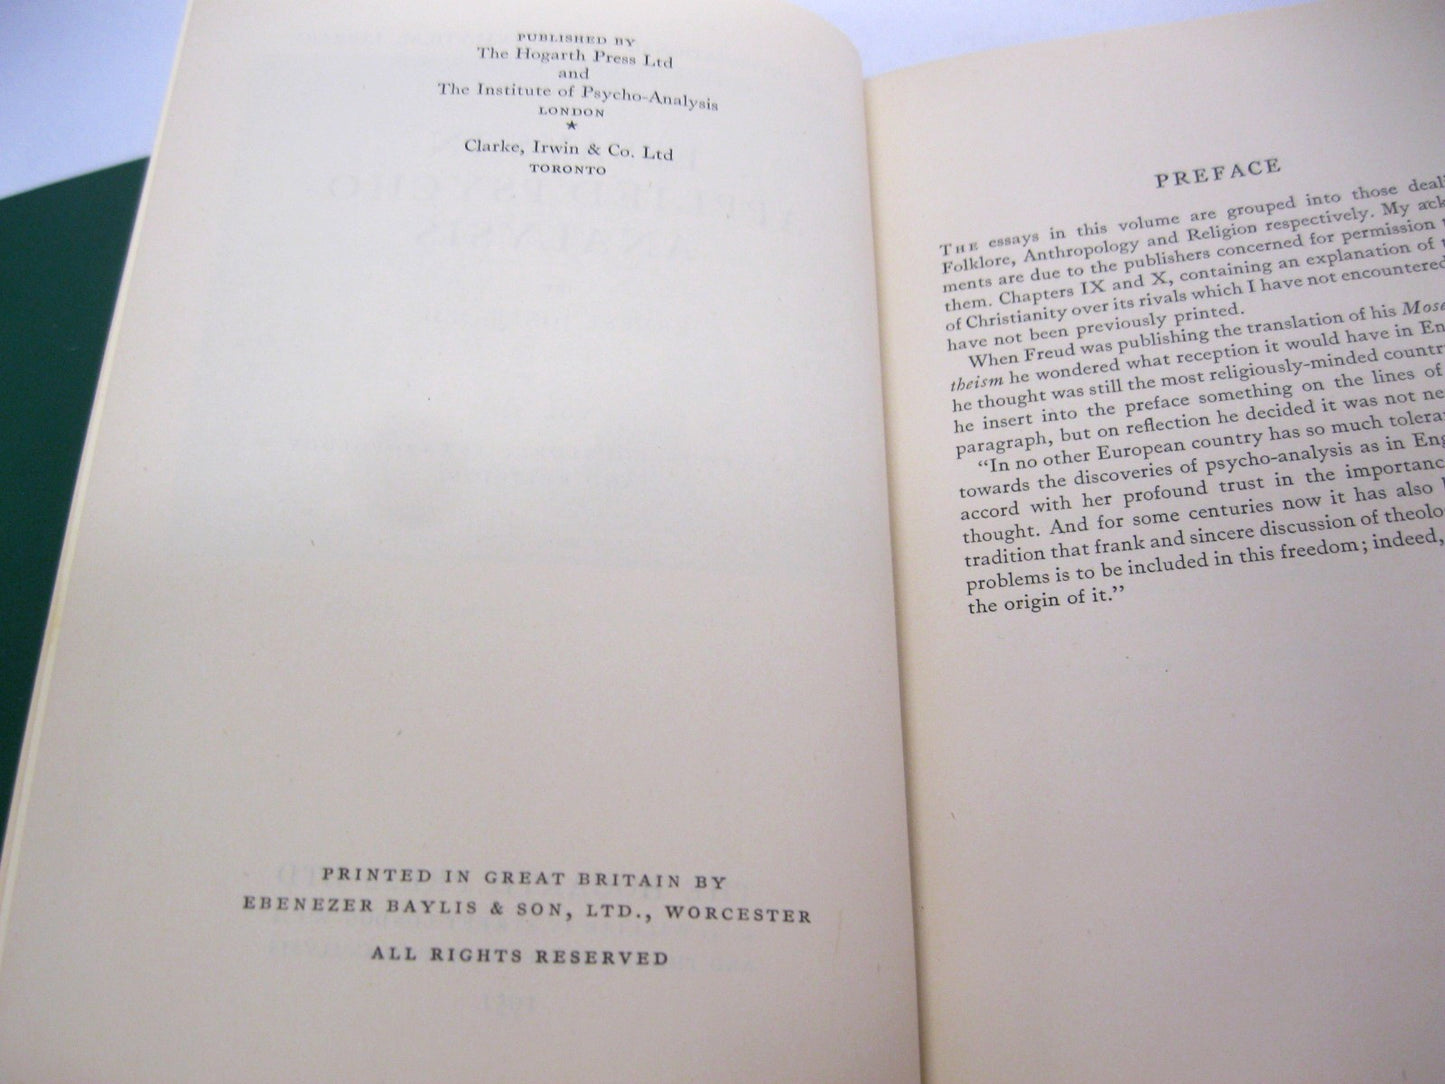 PUBLISHED BY
The Hogarth Press Ltd
and
The Institute of Psycho-Analysis
LONDON
★
Clarke, Irwin & Co. Ltd
TORONTO
PRINTED IN GREAT BRITAIN BY
EBENEZER BAYLIS & SON, LTD., WORCESTER
ALL RIGHTS RESERVED
PREFACE
THE essays in this volume are grouped into those deali
Folklore, Anthropology and Religion respectively. My ack
ments are due to the publishers concerned for permission t
them. Chapters IX and X, containing an explanation of t
of Christianity over its rivals which I have not encountered
have not been previously printed.
When Freud was publishing the translation of his Mose
theism he wondered what reception it would have in En
he thought was still the most religiously-minded countr
he insert into the preface something on the lines of
paragraph, but on reflection he decided it was not ne
"In no other European country has so much tolera
towards the discoveries of psycho-analysis as in Eng
accord with her profound trust in the importanc
thought. And for some centuries now it has also
tradition that frank and sincere discussion of theolo
problems is to be included in this freedom; indeed,
the origin of it."